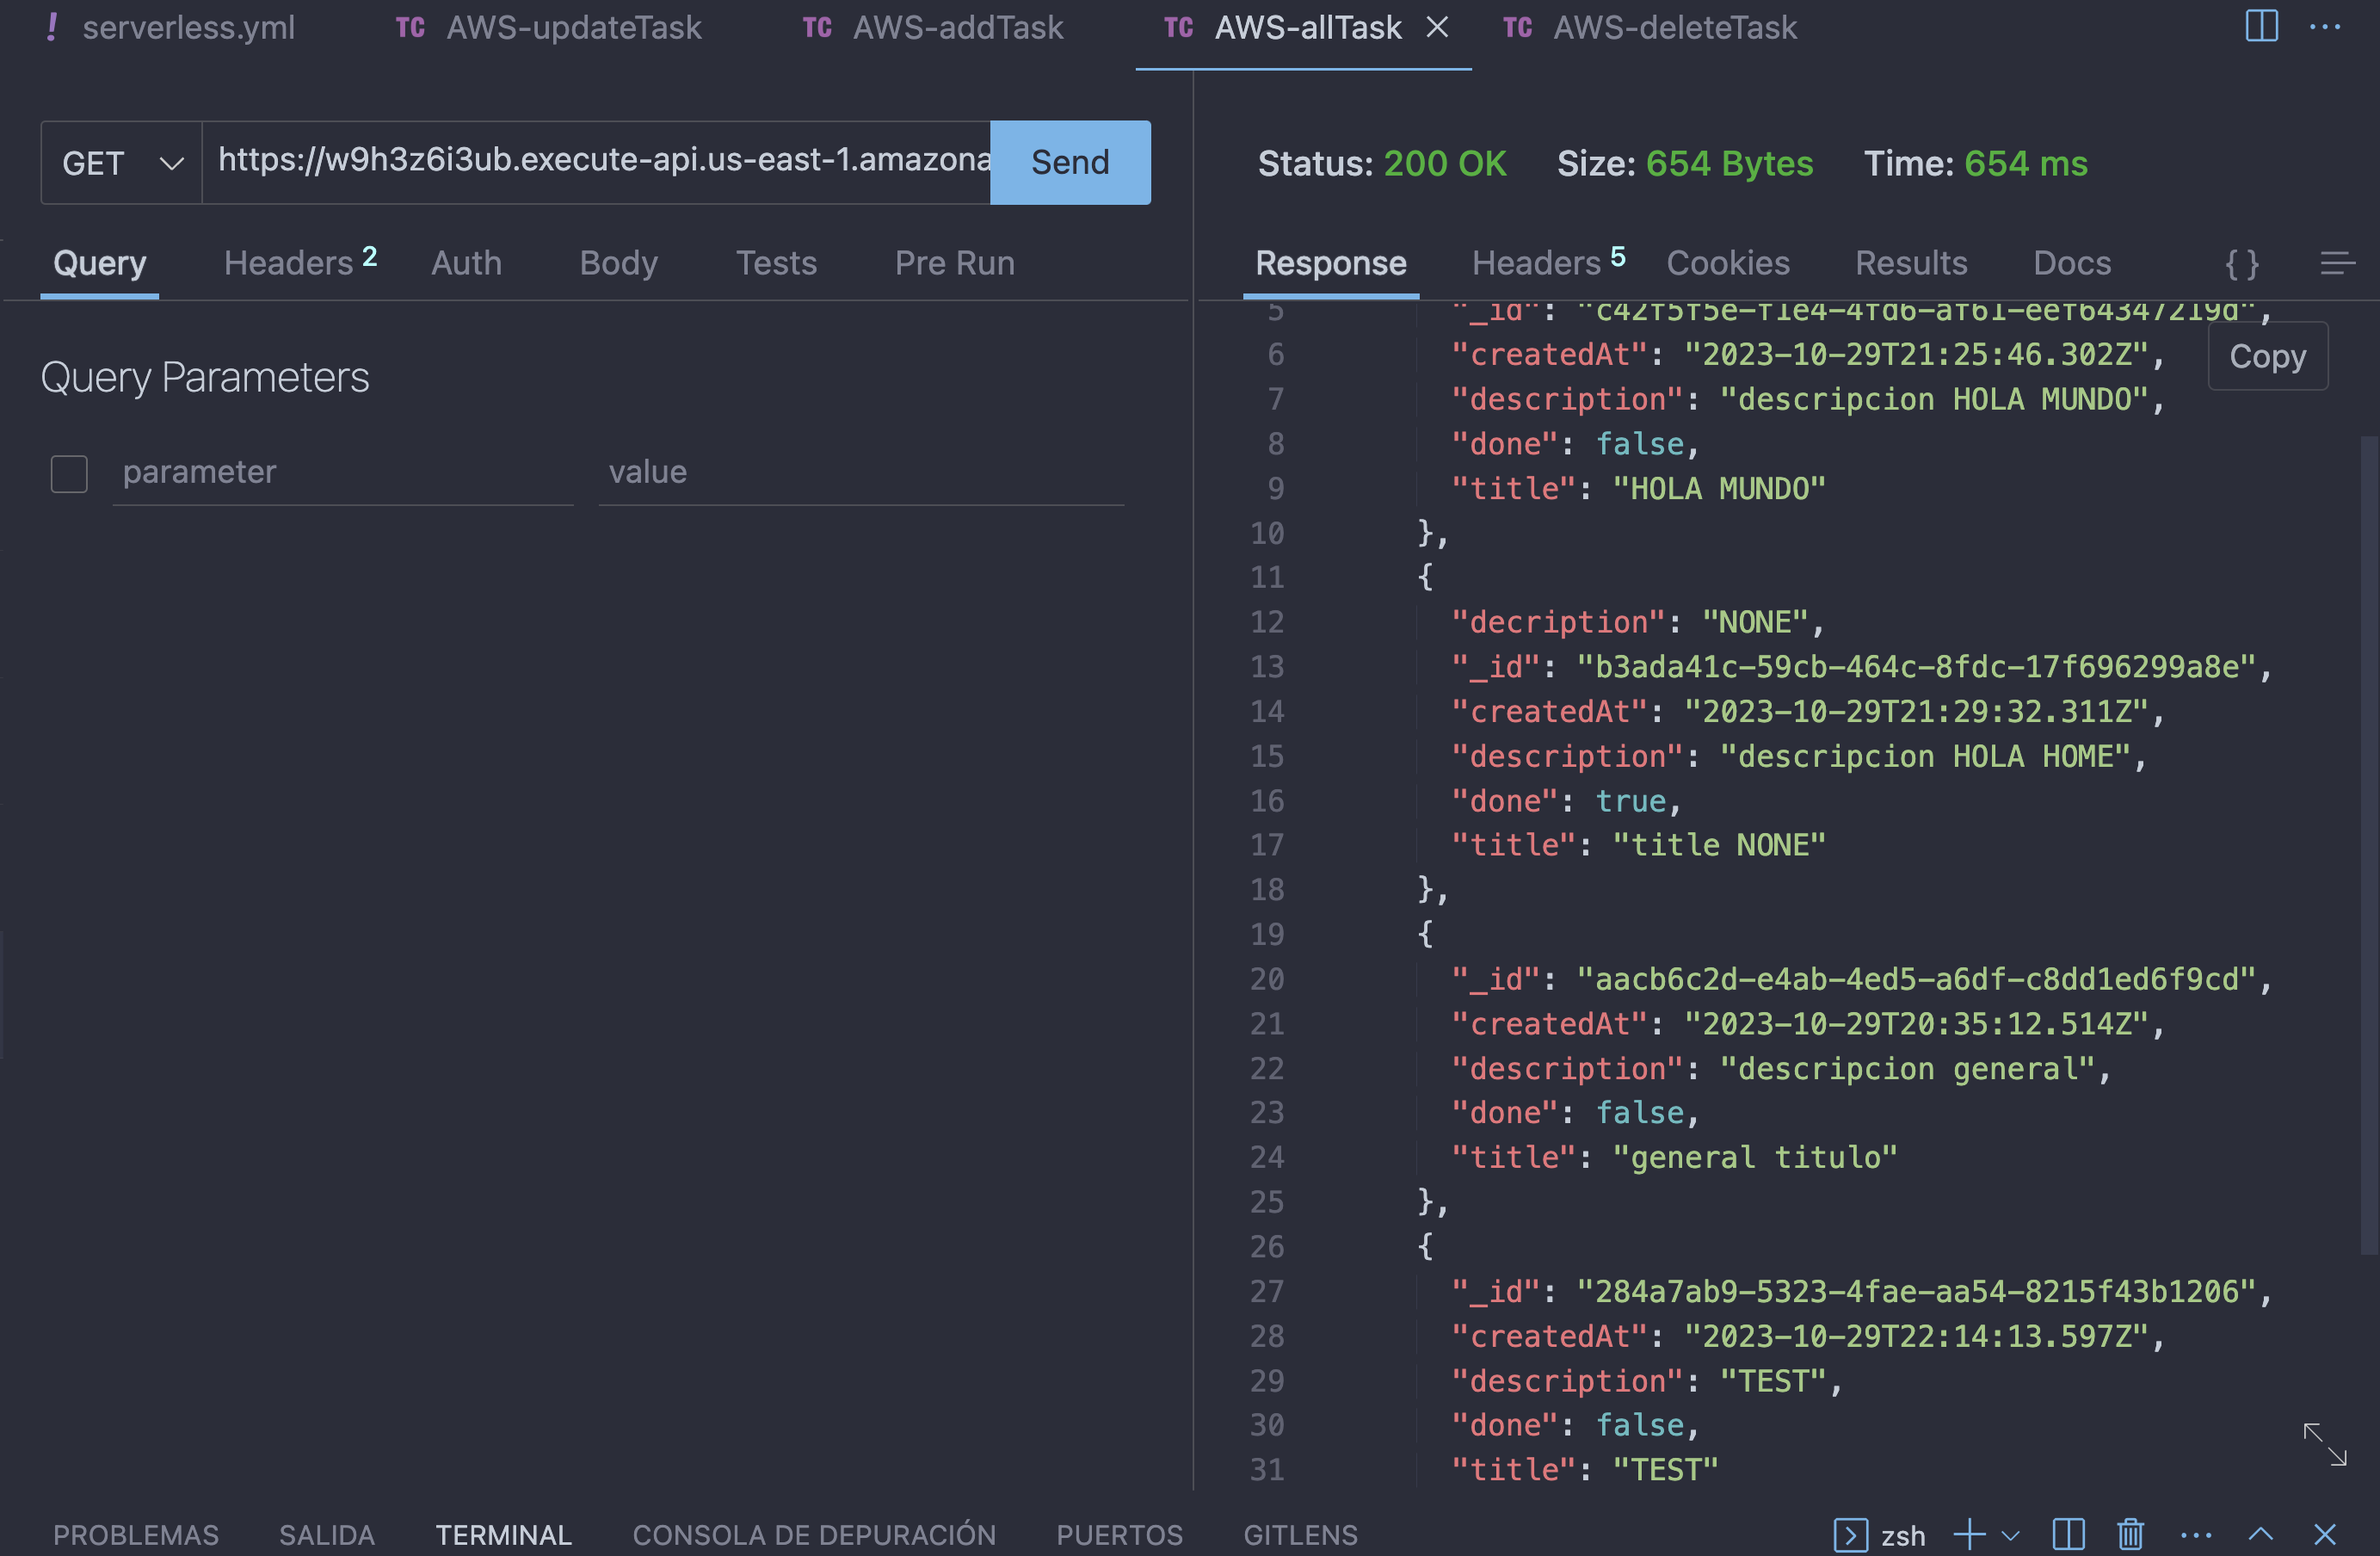 ! serverless.yml TC AWS-updateTask TC AWS-addTask TC AWS-allTask TC AWS-deleteTask
GET https://w9h3z6i3ub.execute-api.us-east-1.amazona Send
Query Headers 2 Auth Body Tests Pre Run
Query Parameters
parameter value
Status: 200 OK Size: 654 Bytes Time: 654 ms
Response Headers 5 Cookies Results Docs { }
Copy
5 "_id": "c42f5f5e-f1e4-4fd6-af61-eef64347219d",
6 "createdAt": "2023-10-29T21:25:46.302Z",
7 "description": "descripcion HOLA MUNDO",
8 "done": false,
9 "title": "HOLA MUNDO"
10 },
11 {
12 "decription": "NONE",
13 "_id": "b3ada41c-59cb-464c-8fdc-17f696299a8e",
14 "createdAt": "2023-10-29T21:29:32.311Z",
15 "description": "descripcion HOLA HOME",
16 "done": true,
17 "title": "title NONE"
18 },
19 {
20 "_id": "aacb6c2d-e4ab-4ed5-a6df-c8dd1ed6f9cd",
21 "createdAt": "2023-10-29T20:35:12.514Z",
22 "description": "descripcion general",
23 "done": false,
24 "title": "general titulo"
25 },
26 {
27 "_id": "284a7ab9-5323-4fae-aa54-8215f43b1206",
28 "createdAt": "2023-10-29T22:14:13.597Z",
29 "description": "TEST",
30 "done": false,
31 "title": "TEST"
PROBLEMAS SALIDA TERMINAL CONSOLA DE DEPURACIÓN PUERTOS GITLENS zsh